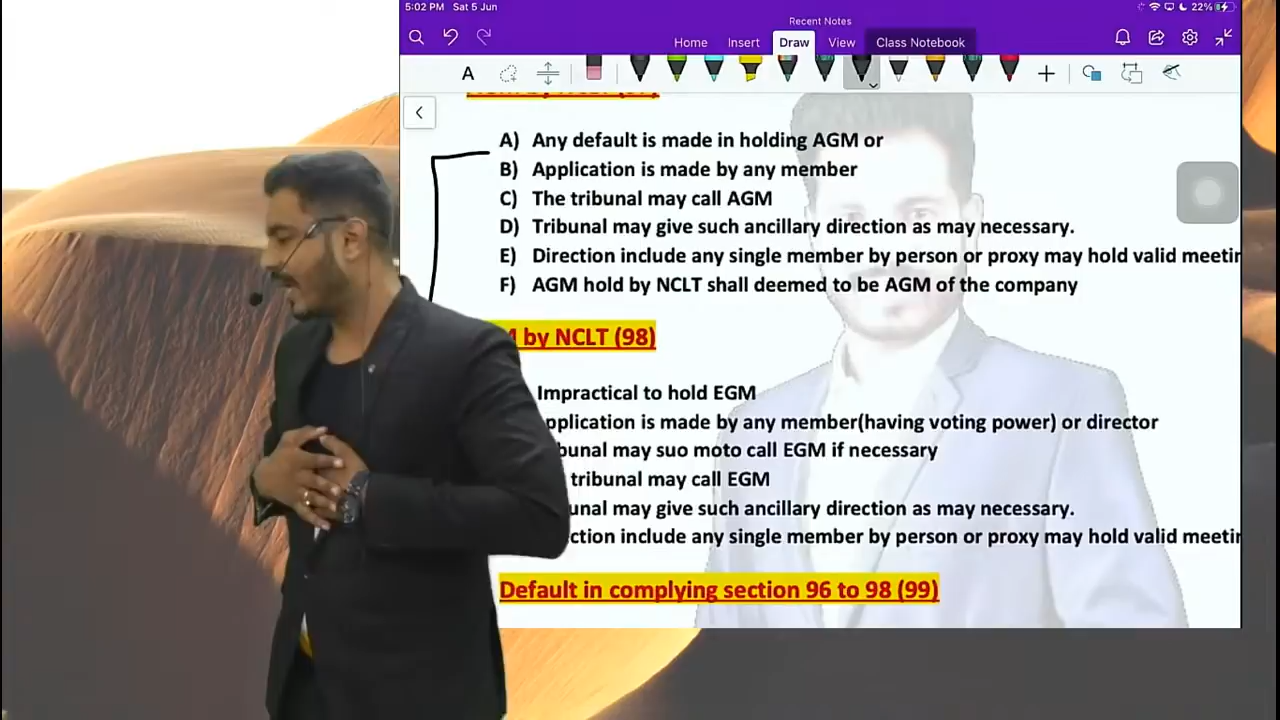 5:02 PM Sat 5 Jun
22%
Recent Notes
Home Insert Draw View Class Notebook
A
A) Any default is made in holding AGM or
B) Application is made by any member
C) The tribunal may call AGM
D) Tribunal may give such ancillary direction as may necessary.
E) Direction include any single member by person or proxy may hold valid
F) AGM hold by NCLT shall deemed to be AGM of the company
by NCLT (98)
Impractical to hold EGM
is made by any member(having voting power) or director
may suo moto call EGM if necessary
tribunal may call EGM
may give such ancillary direction as may necessary.
include any single member by person or proxy may hold valid
Default in complying section 96 to 98 (99)